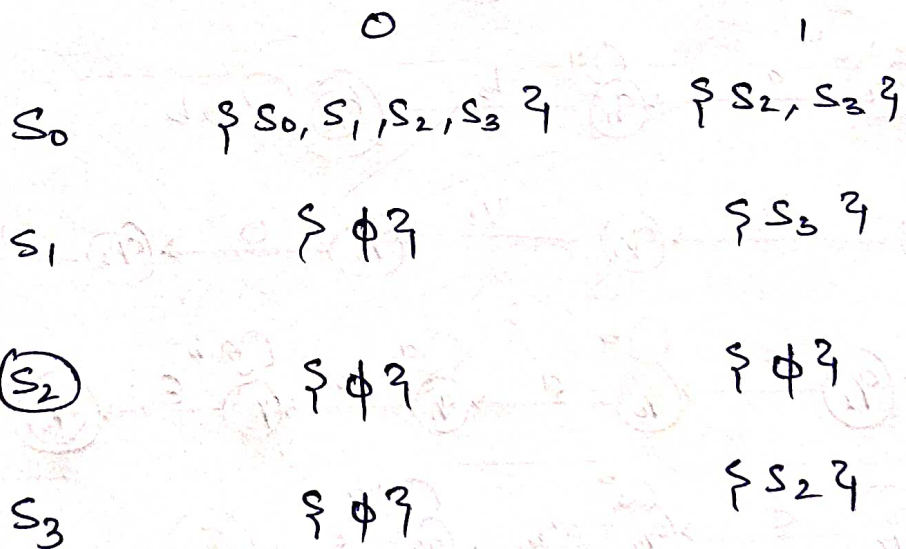 0 1
S₀ {S₀, S₁, S₂, S₃} {S₂, S₃}
S₁ {ϕ} {S₃}
S₂ {ϕ} {ϕ}
S₃ {ϕ} {S₂}